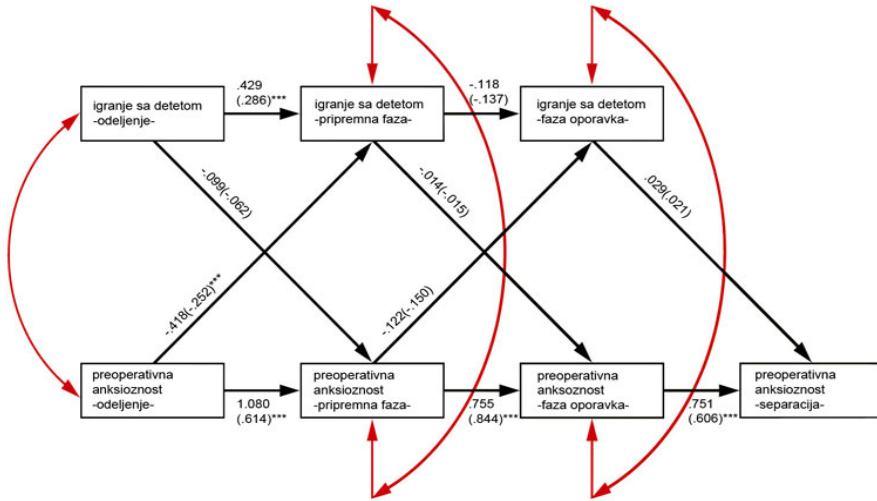 .429
(.286)***
-.118
(-.137)
igranje sa detetom
-odeljenje-
igranje sa detetom
-pripremna faza-
igranje sa detetom
-faza oporavka-
-.099(-.062)
-.014(-.015)
.029(.021)
-.418(-.252)***
-.122(-.150)
preoperativna
anksioznost
-odeljenje-
preoperativna
anksioznost
-pripremna faza-
preoperativna
anksoznost
-faza oporavka-
preoperativna
anksioznost
-separacija-
1.080
(.614)***
.755
(.844)***
.751
(.606)***